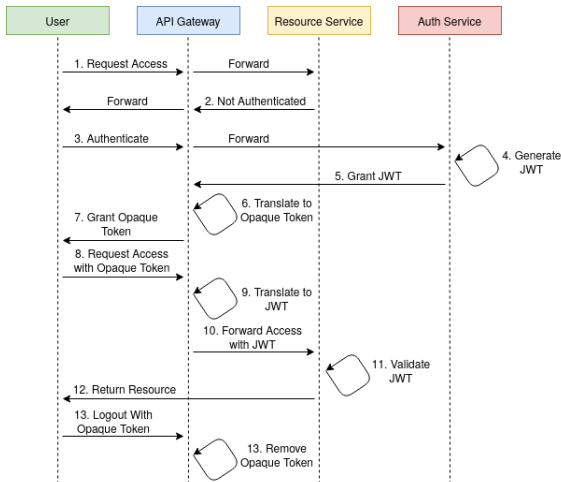 User
API Gateway
Resource Service
Auth Service
1. Request Access
Forward
Forward
2. Not Authenticated
3. Authenticate
Forward
4. Generate
JWT
5. Grant JWT
6. Translate to
Opaque Token
7. Grant Opaque
Token
8. Request Access
with Opaque Token
9. Translate to
JWT
10. Forward Access
with JWT
11. Validate
JWT
12. Return Resource
13. Logout With
Opaque Token
13. Remove
Opaque Token